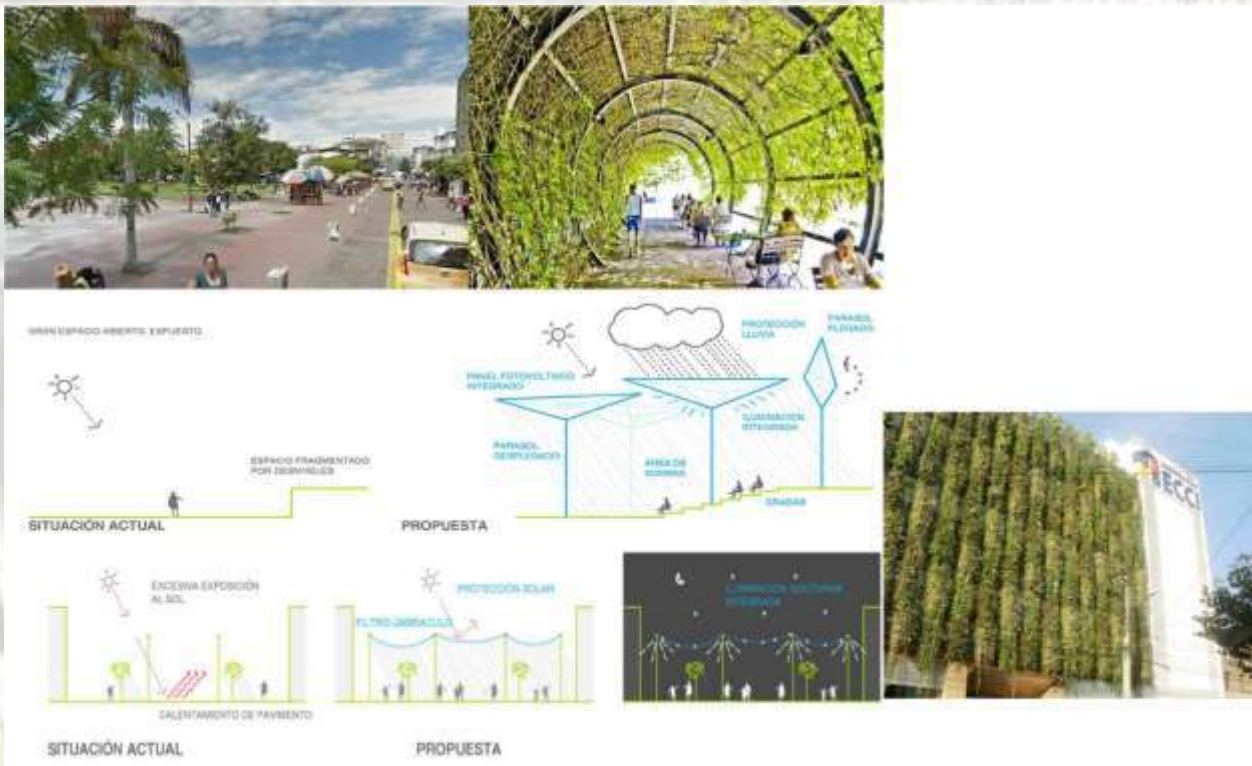 GRAN ESPACIO ABIERTO EXPUESTO
ESPACIO FRAGMENTADO
POR DESNIVELES
SITUACIÓN ACTUAL
PANEL FOTOVOLTAICO
INTEGRADO
PROTECCIÓN
LLUVIA
PARASOL
PLEGADO
ILUMINACIÓN
INTEGRADA
PARASOL
DESPLEGADO
ÁREA DE
SOMBRA
GRADAS
PROPUESTA
ECCI
EXCESIVA EXPOSICIÓN
AL SOL
CALENTAMIENTO DE PAVIMENTO
SITUACIÓN ACTUAL
PROTECCIÓN SOLAR
FILTRO UMBRACULO
PROPUESTA
ILUMINACIÓN NOCTURNA
INTEGRADA